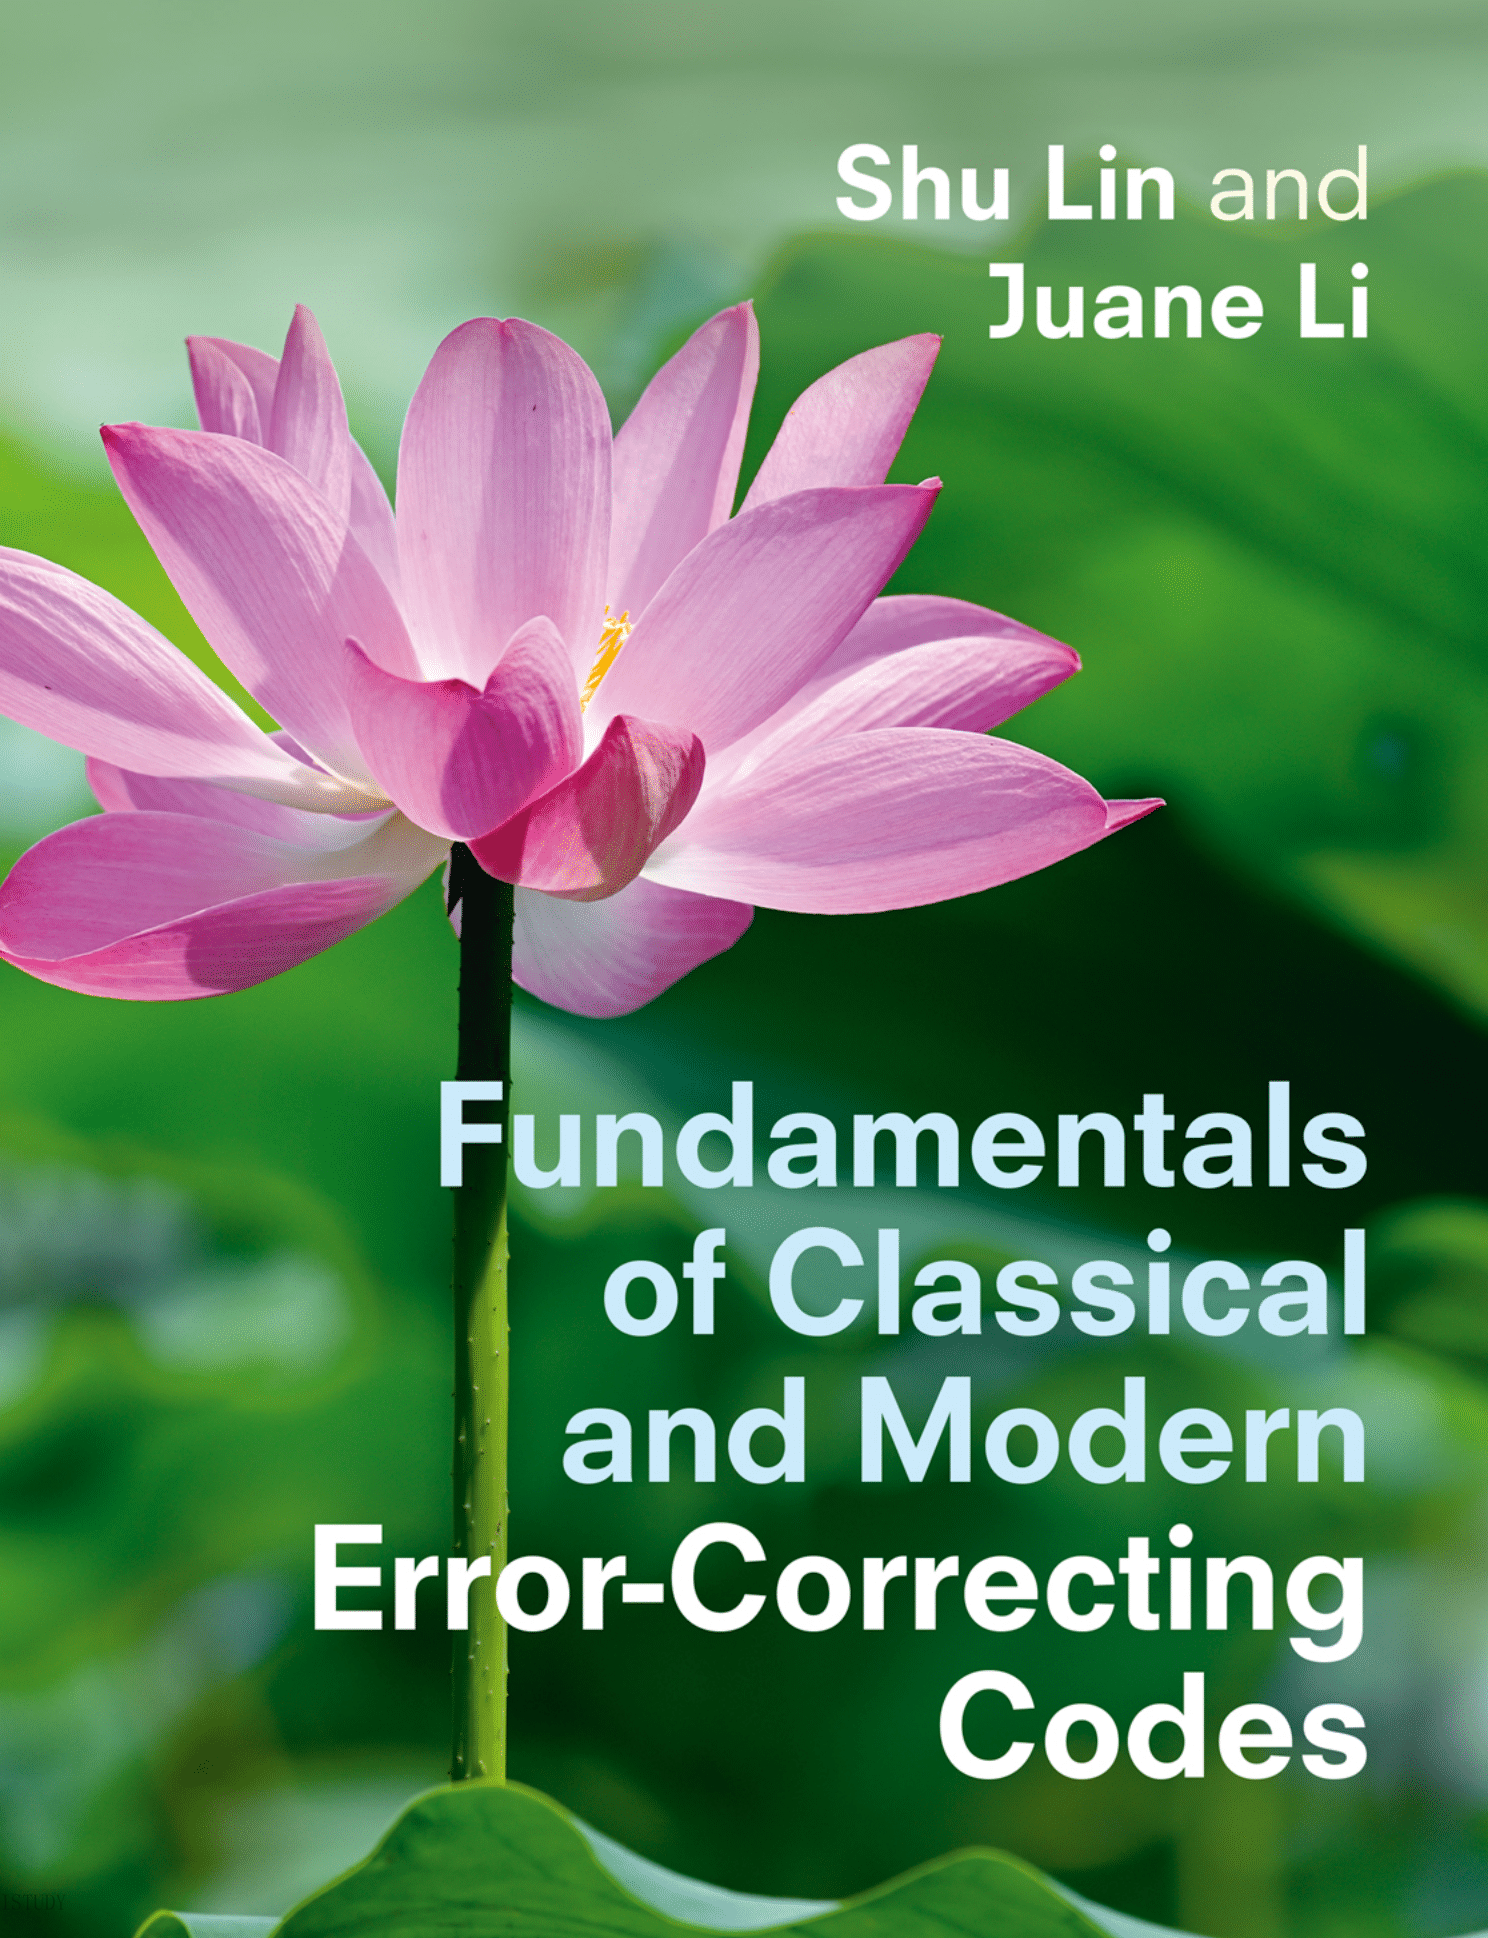 Shu Lin and
Juane Li
Fundamentals
of Classical
and Modern
Error-Correcting
Codes